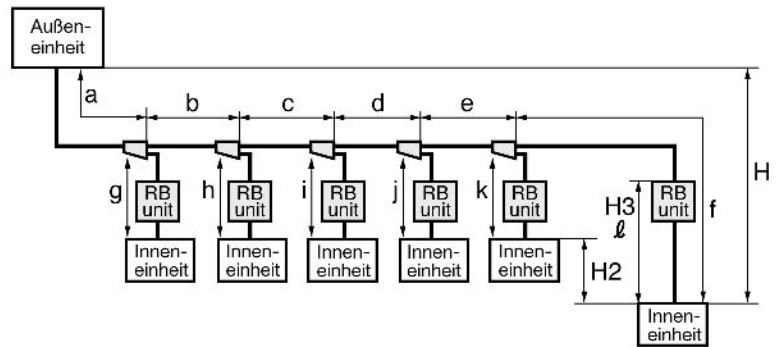 Außen-
einheit
a
b
c
d
e
g
h
i
j
k
RB
unit
RB
unit
RB
unit
RB
unit
RB
unit
RB
unit
H3
ℓ
f
H
Innen-
einheit
Innen-
einheit
Innen-
einheit
Innen-
einheit
Innen-
einheit
H2
Innen-
einheit